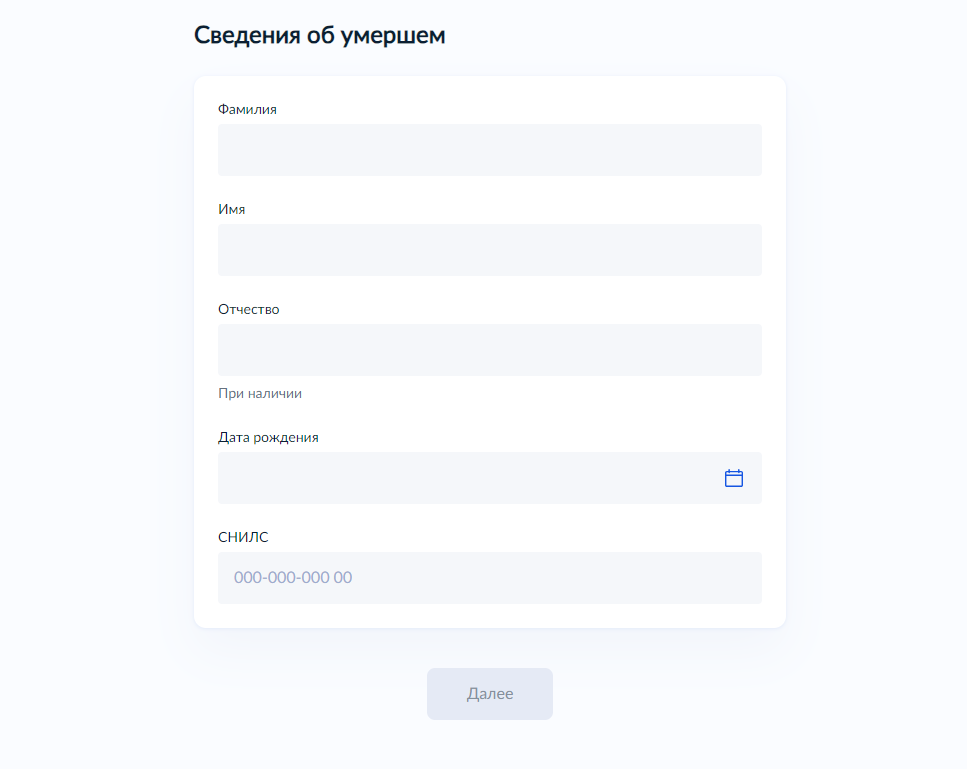 Сведения об умершем
Фамилия
Имя
Отчество
При наличии
Дата рождения
СНИЛС
000-000-000 00
Далее